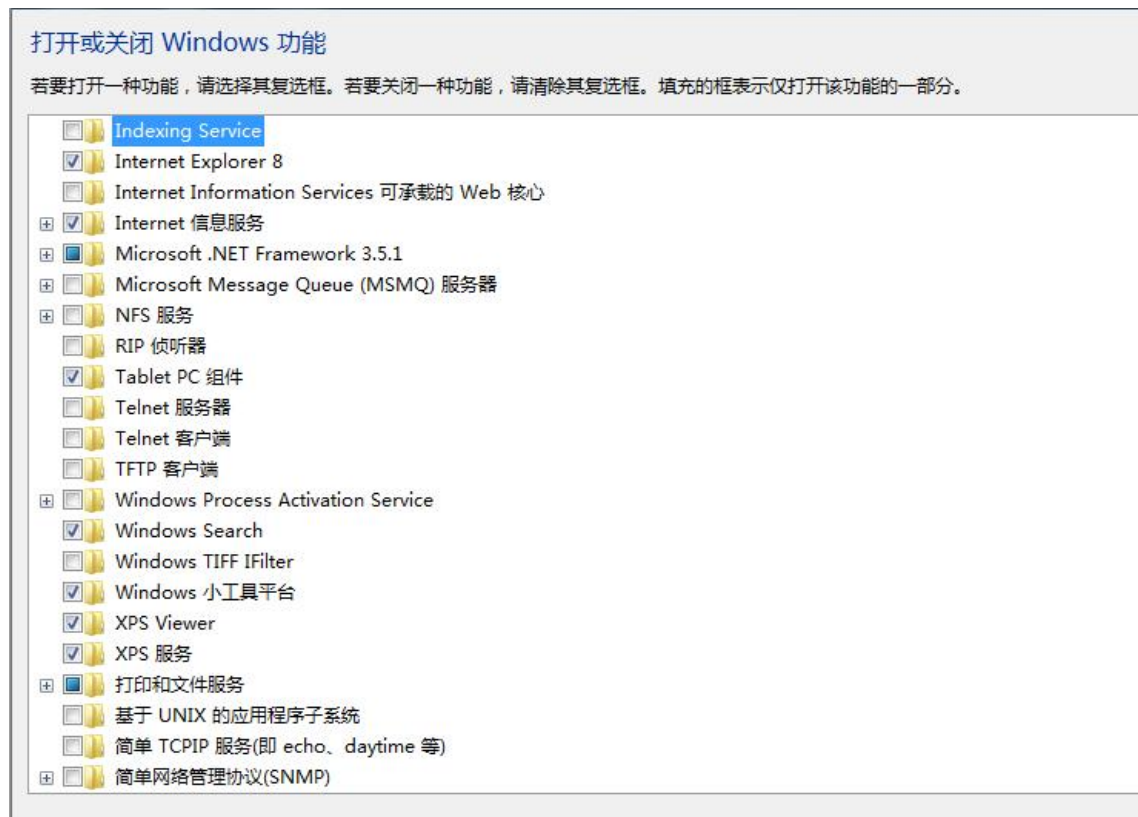 打开或关闭 Windows 功能
若要打开一种功能，请选择其复选框。若要关闭一种功能，请清除其复选框。填充的框表示仅打开该功能的一部分。
Indexing Service
Internet Explorer 8
Internet Information Services 可承载的 Web 核心
Internet 信息服务
Microsoft .NET Framework 3.5.1
Microsoft Message Queue (MSMQ) 服务器
NFS 服务
RIP 侦听器
Tablet PC 组件
Telnet 服务器
Telnet 客户端
TFTP 客户端
Windows Process Activation Service
Windows Search
Windows TIFF IFilter
Windows 小工具平台
XPS Viewer
XPS 服务
打印和文件服务
基于 UNIX 的应用程序子系统
简单 TCPIP 服务(即 echo、daytime 等)
简单网络管理协议(SNMP)